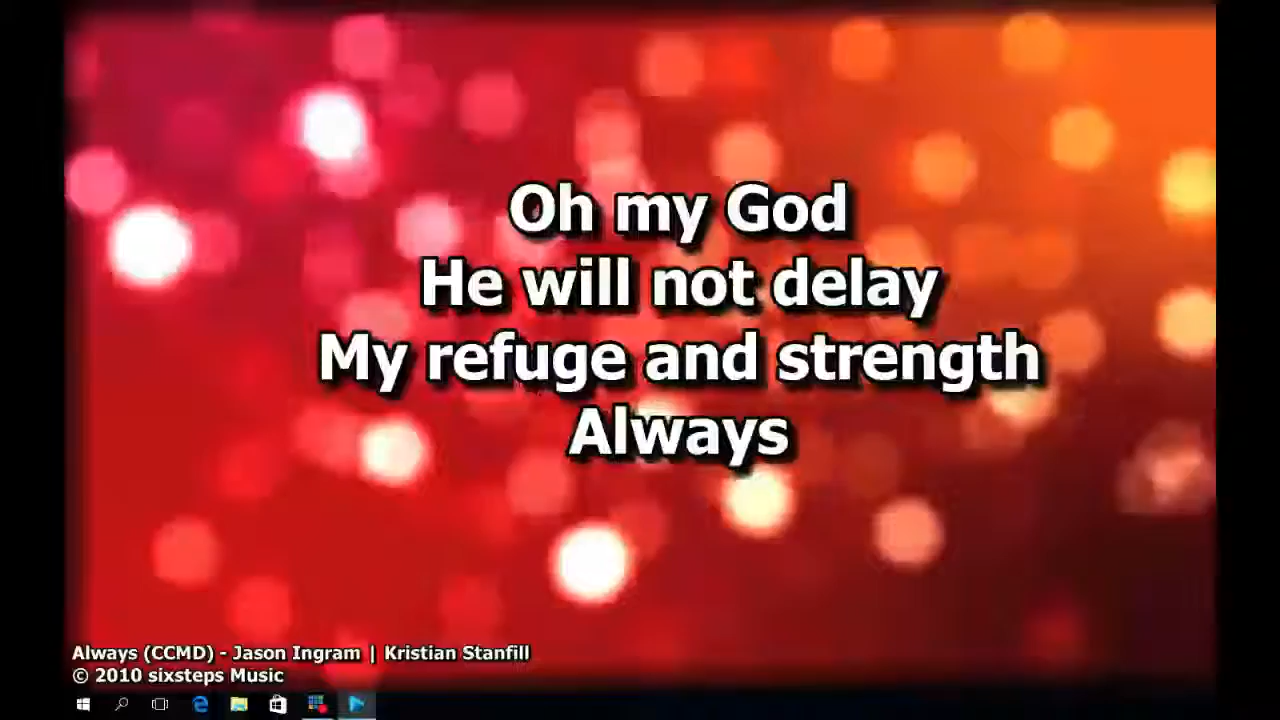 Oh my God
He will not delay
My refuge and strength
Always
Always (CCMD) - Jason Ingram | Kristian Stanfill
© 2010 sixsteps Music